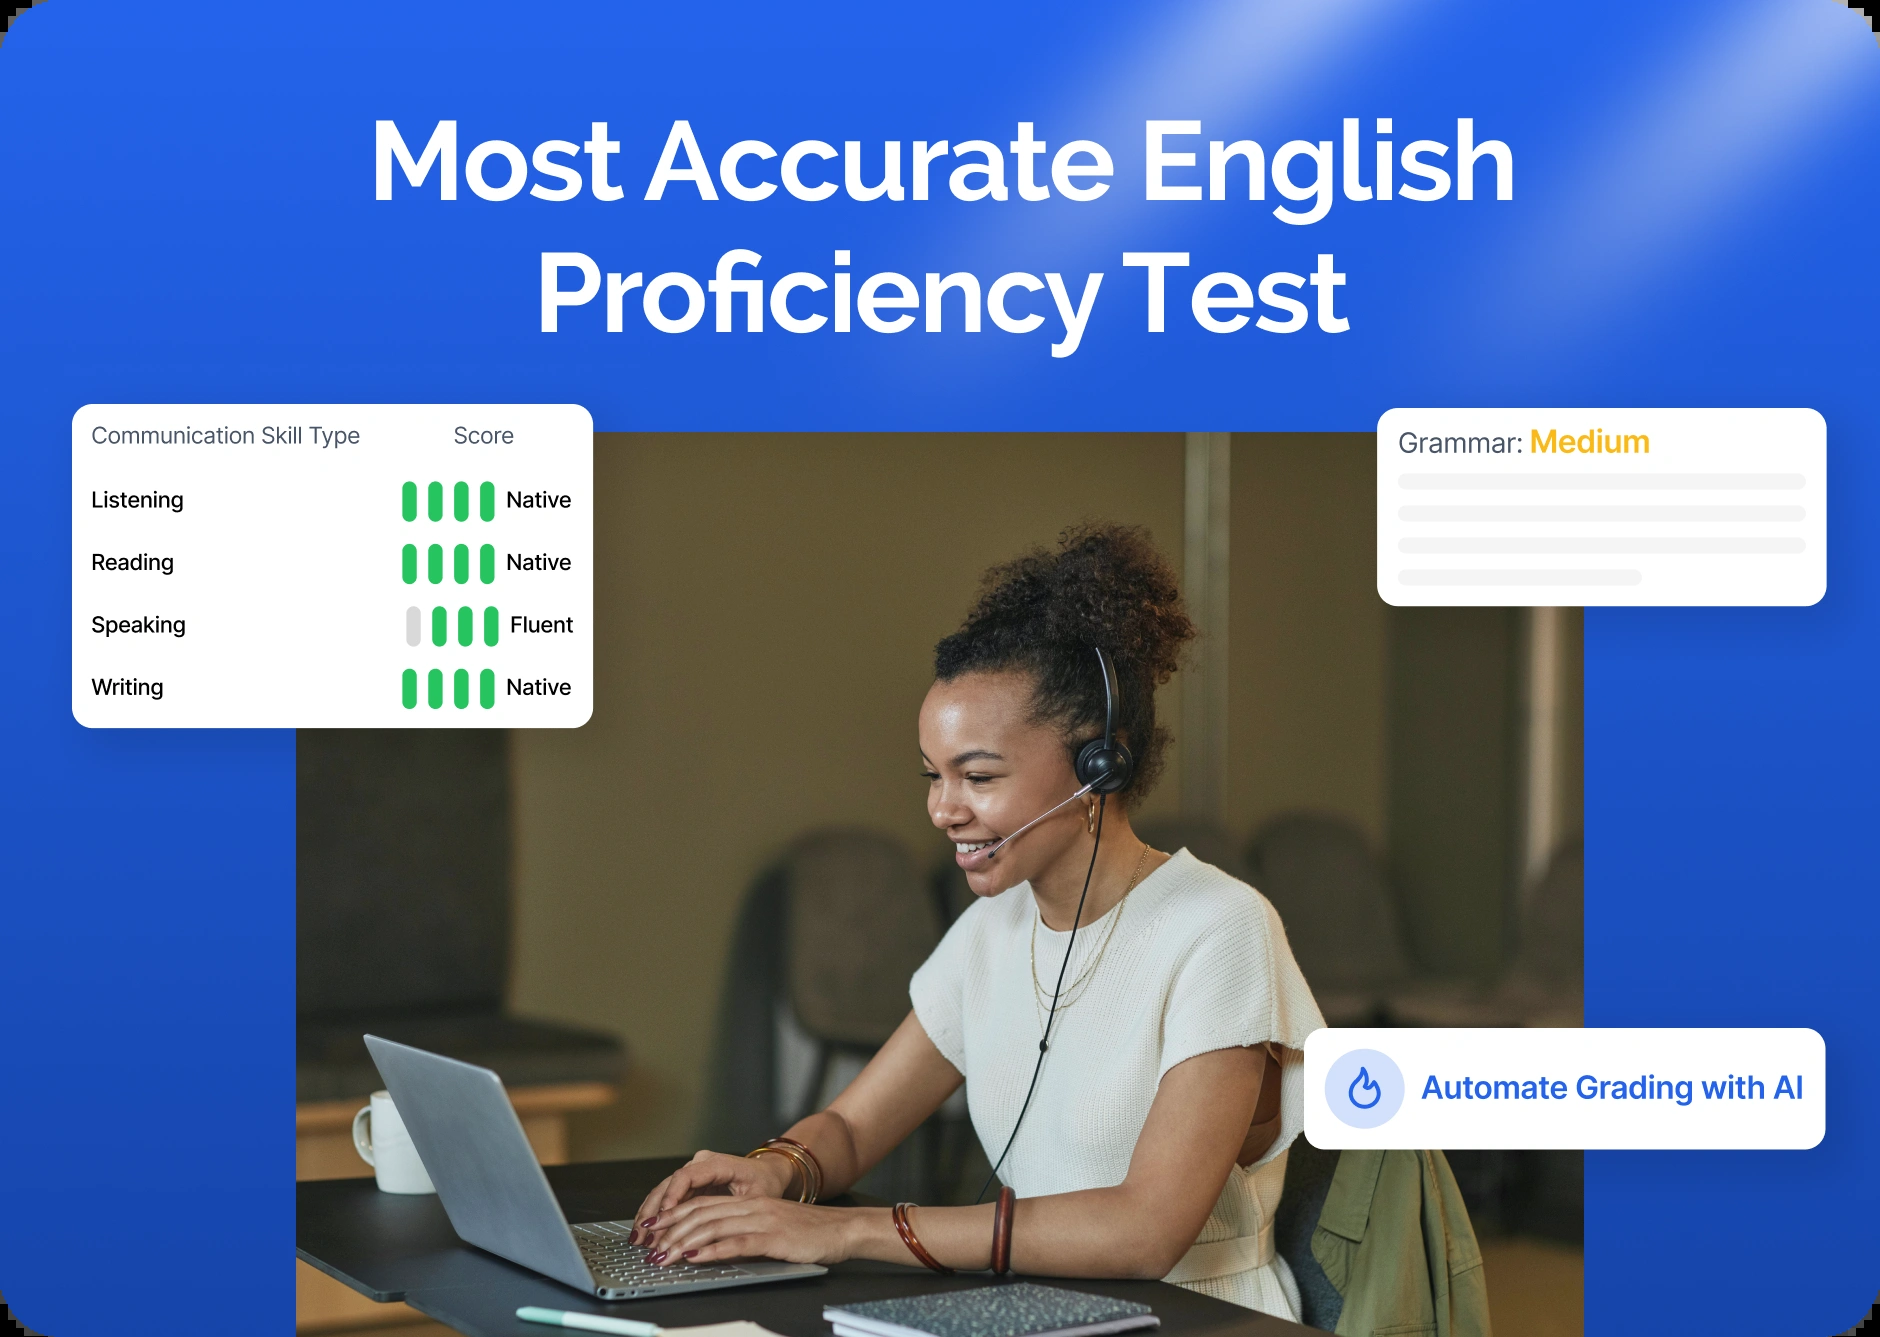 Most Accurate English
Proficiency Test
Communication Skill Type Score
Listening Native
Reading Native
Speaking Fluent
Writing Native
Grammar: Medium
Automate Grading with AI